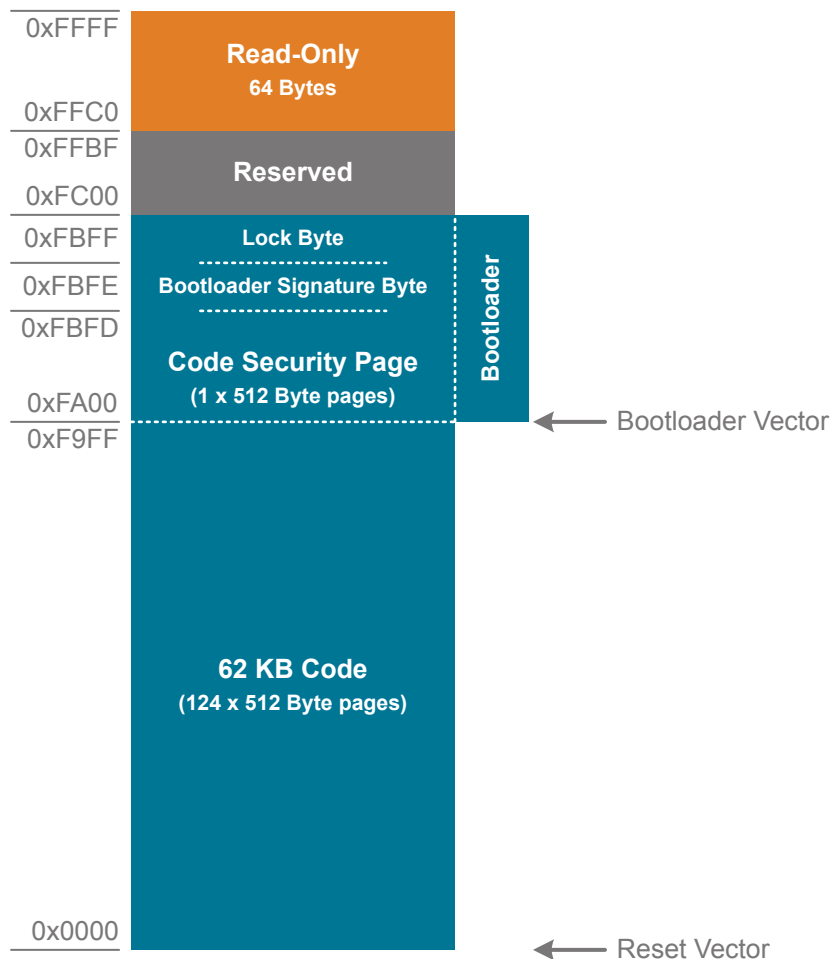 0xFFFF
Read-Only
64 Bytes
0xFFC0
0xFFBF
Reserved
0xFC00
0xFBFF
Lock Byte
0xFBFE
Bootloader Signature Byte
0xFBFD
Bootloader
Code Security Page
(1 x 512 Byte pages)
0xFA00
Bootloader Vector
0xF9FF
62 KB Code
(124 x 512 Byte pages)
0x0000
Reset Vector